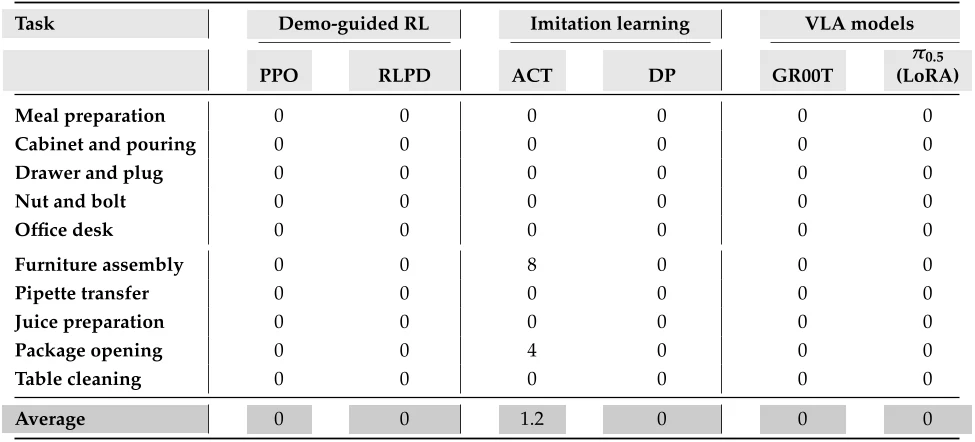 Task Demo-guided RL Imitation learning VLA models
PPO RLPD ACT DP GR00T π0.5 (LoRA)
Meal preparation 0 0 0 0 0 0
Cabinet and pouring 0 0 0 0 0 0
Drawer and plug 0 0 0 0 0 0
Nut and bolt 0 0 0 0 0 0
Office desk 0 0 0 0 0 0
Furniture assembly 0 0 8 0 0 0
Pipette transfer 0 0 0 0 0 0
Juice preparation 0 0 0 0 0 0
Package opening 0 0 4 0 0 0
Table cleaning 0 0 0 0 0 0
Average 0 0 1.2 0 0 0